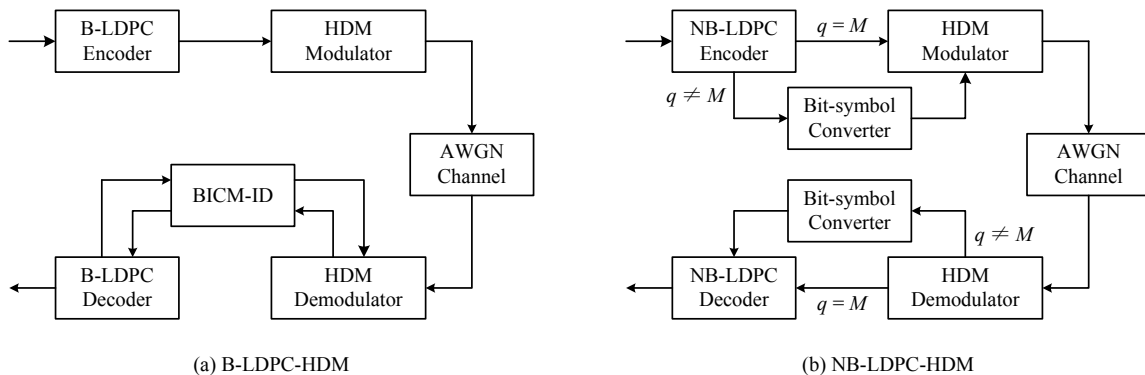 B-LDPC
Encoder
HDM
Modulator
AWGN
Channel
BICM-ID
B-LDPC
Decoder
HDM
Demodulator
(a) B-LDPC-HDM
NB-LDPC
Encoder
q = M
HDM
Modulator
q ≠ M
Bit-symbol
Converter
AWGN
Channel
Bit-symbol
Converter
q ≠ M
NB-LDPC
Decoder
q = M
HDM
Demodulator
(b) NB-LDPC-HDM